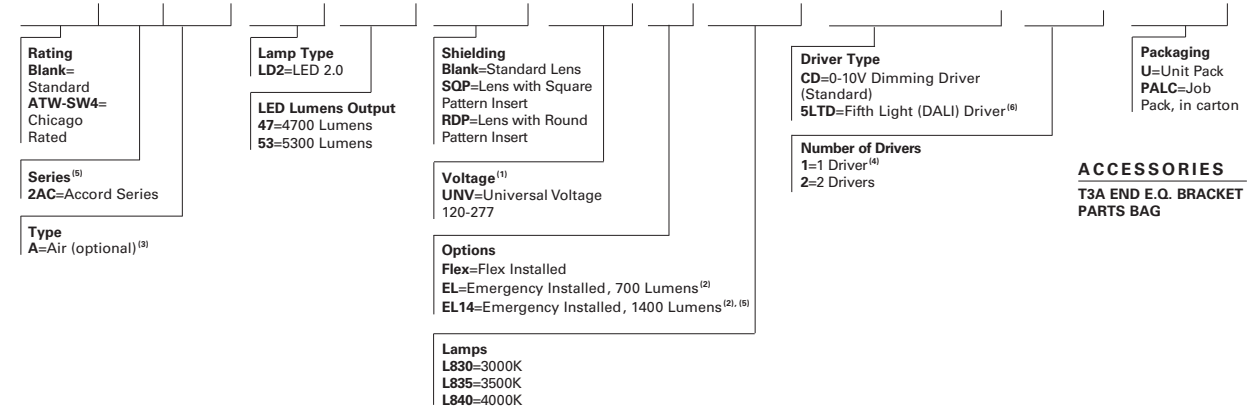 Rating
Blank=
Standard
ATW-SW4=
Chicago
Rated
Series(5)
2AC=Accord Series
Type
A=Air (optional)(3)
Lamp Type
LD2=LED 2.0
LED Lumens Output
47=4700 Lumens
53=5300 Lumens
Shielding
Blank=Standard Lens
SQP=Lens with Square
Pattern Insert
RDP=Lens with Round
Pattern Insert
Voltage(1)
UNV=Universal Voltage
120-277
Options
Flex=Flex Installed
EL=Emergency Installed, 700 Lumens(2)
EL14=Emergency Installed, 1400 Lumens(2), (5)
Lamps
L830=3000K
L835=3500K
L840=4000K
Driver Type
CD=0-10V Dimming Driver
(Standard)
5LTD=Fifth Light (DALI) Driver(6)
Number of Drivers
1=1 Driver(4)
2=2 Drivers
Packaging
U=Unit Pack
PALC=Job
Pack, in carton
ACCESSORIES
T3A END E.Q. BRACKET
PARTS BAG